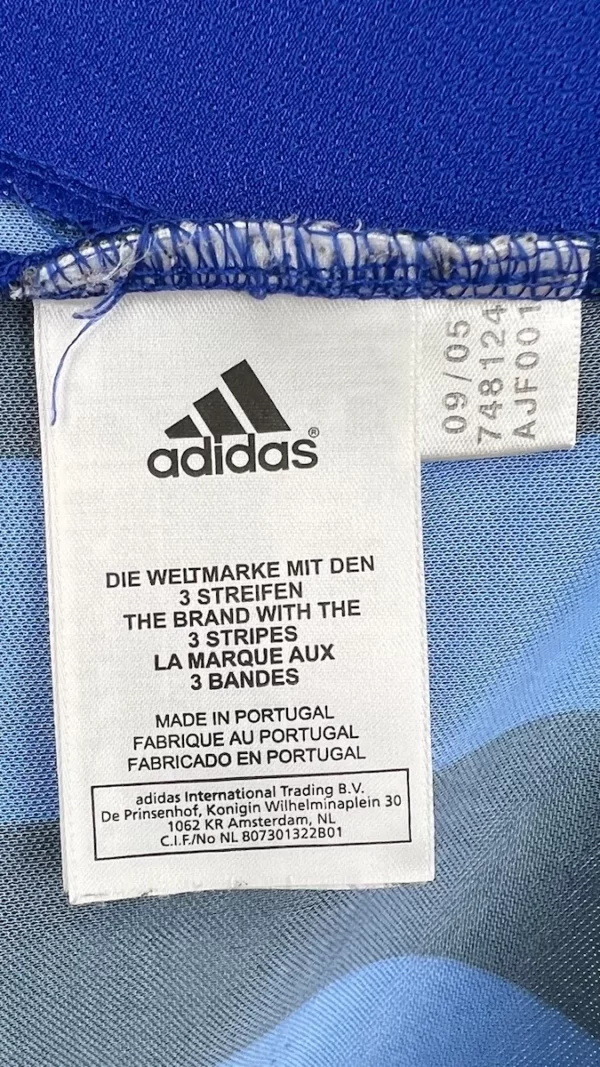 adidas®
DIE WELTMARKE MIT DEN
3 STREIFEN
THE BRAND WITH THE
3 STRIPES
LA MARQUE AUX
3 BANDES
MADE IN PORTUGAL
FABRIQUE AU PORTUGAL
FABRICADO EN PORTUGAL
adidas International Trading B.V.
De Prinsenhof, Konigin Wilhelminaplein 30
1062 KR Amsterdam, NL
C.I.F./No NL 807301322B01
09/05
748124
AJF001